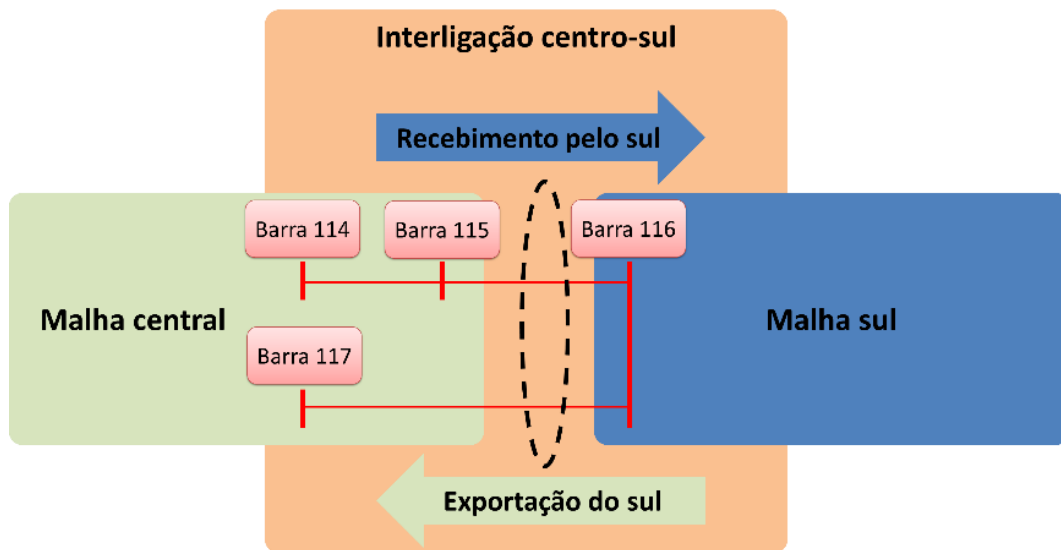 Interligação centro-sul
Recebimento pelo sul
Barra 114
Barra 115
Barra 116
Malha central
Malha sul
Barra 117
Exportação do sul